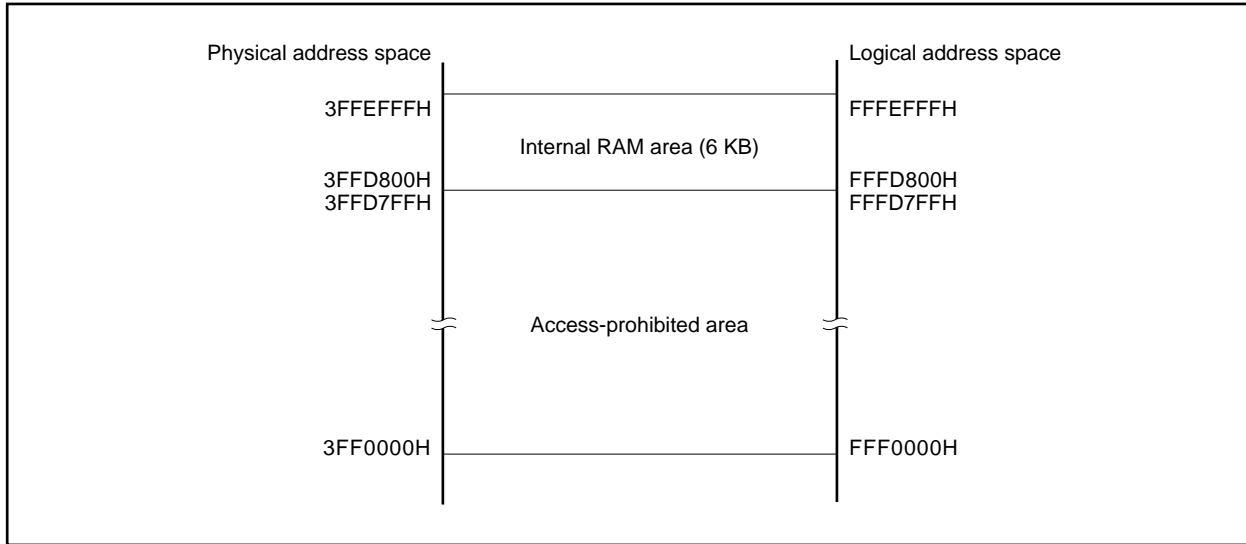 Physical address space
Logical address space
3FFEFFFH
FFFEFFFH
Internal RAM area (6 KB)
3FFD800H
FFFD800H
3FFD7FFH
FFFD7FFH
Access-prohibited area
3FF0000H
FFF0000H